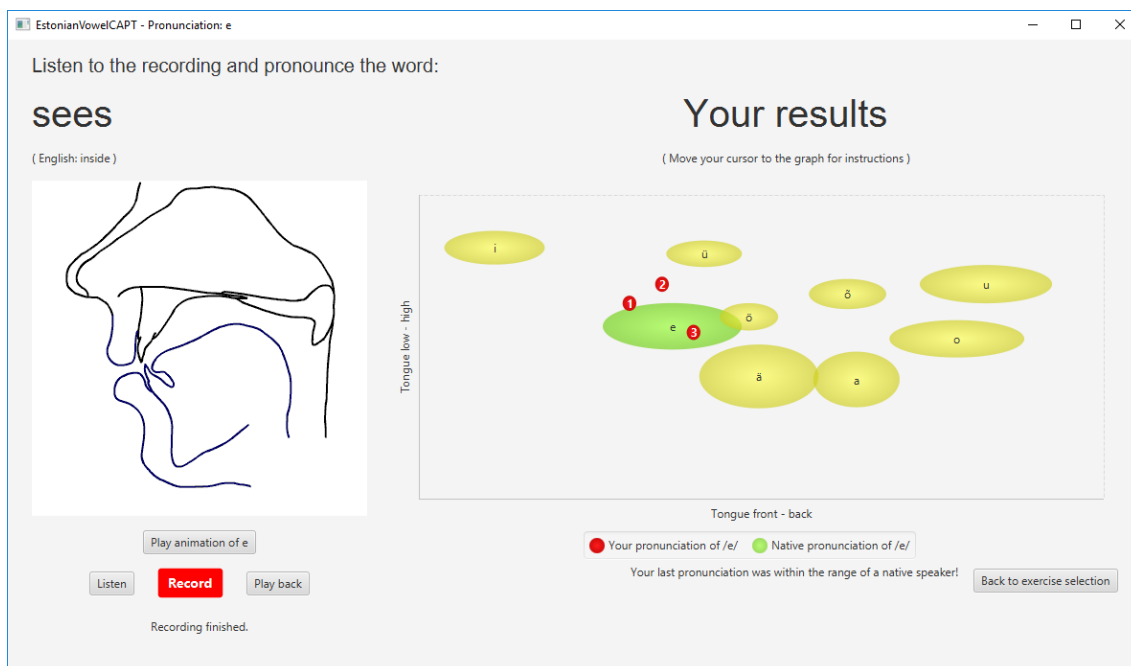 EstonianVowelCAPT - Pronunciation: e
Listen to the recording and pronounce the word:
sees
( English: inside )
Play animation of e
Listen
Record
Play back
Recording finished.
Your results
( Move your cursor to the graph for instructions )
Tongue low - high
i
ü
u
õ
1
2
3
e
ö
o
ä
a
Tongue front - back
Your pronunciation of /e/
Native pronunciation of /e/
Your last pronunciation was within the range of a native speaker!
Back to exercise selection